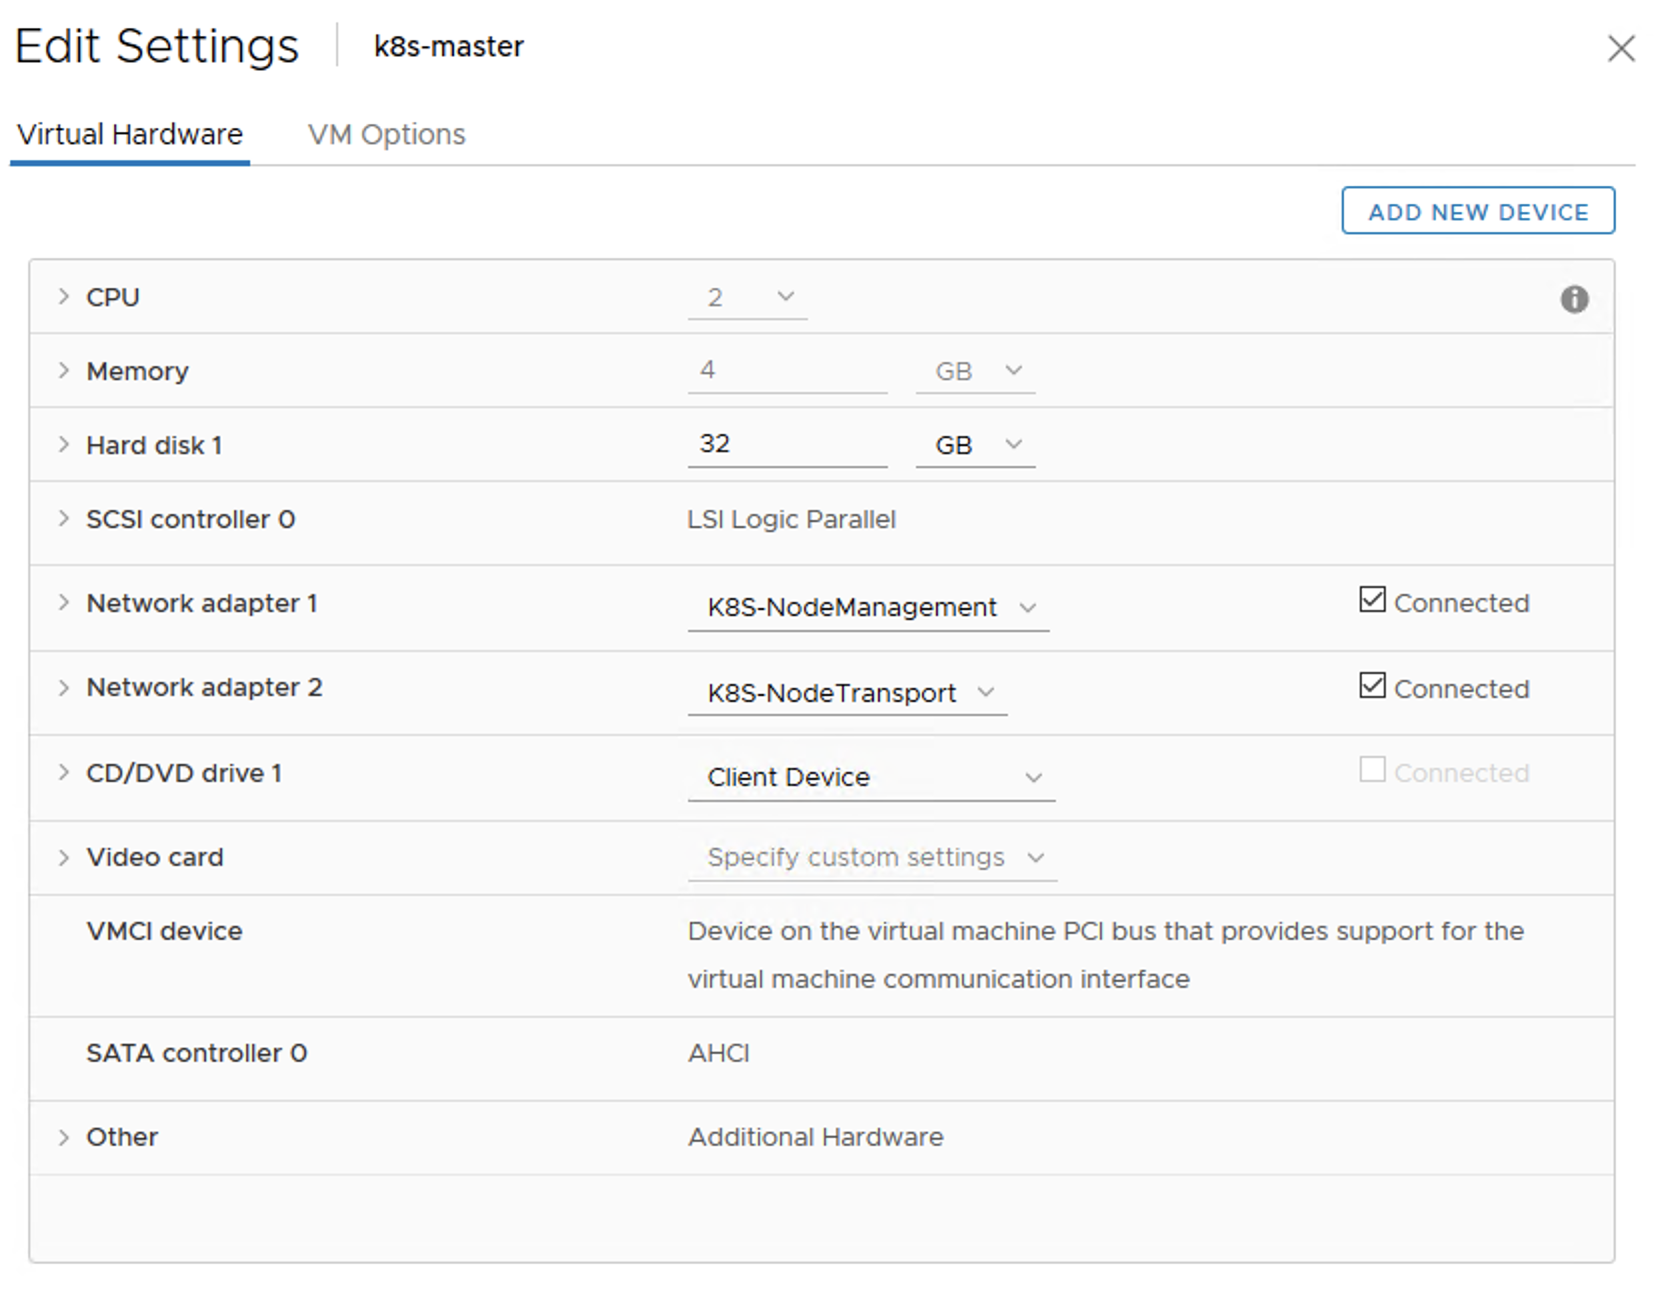 Edit Settings k8s-master
Virtual Hardware VM Options
ADD NEW DEVICE
CPU 2
Memory 4 GB
Hard disk 1 32 GB
SCSI controller 0 LSI Logic Parallel
Network adapter 1 K8S-NodeManagement Connected
Network adapter 2 K8S-NodeTransport Connected
CD/DVD drive 1 Client Device Connected
Video card Specify custom settings
VMCI device Device on the virtual machine PCI bus that provides support for the
virtual machine communication interface
SATA controller 0 AHCI
Other Additional Hardware